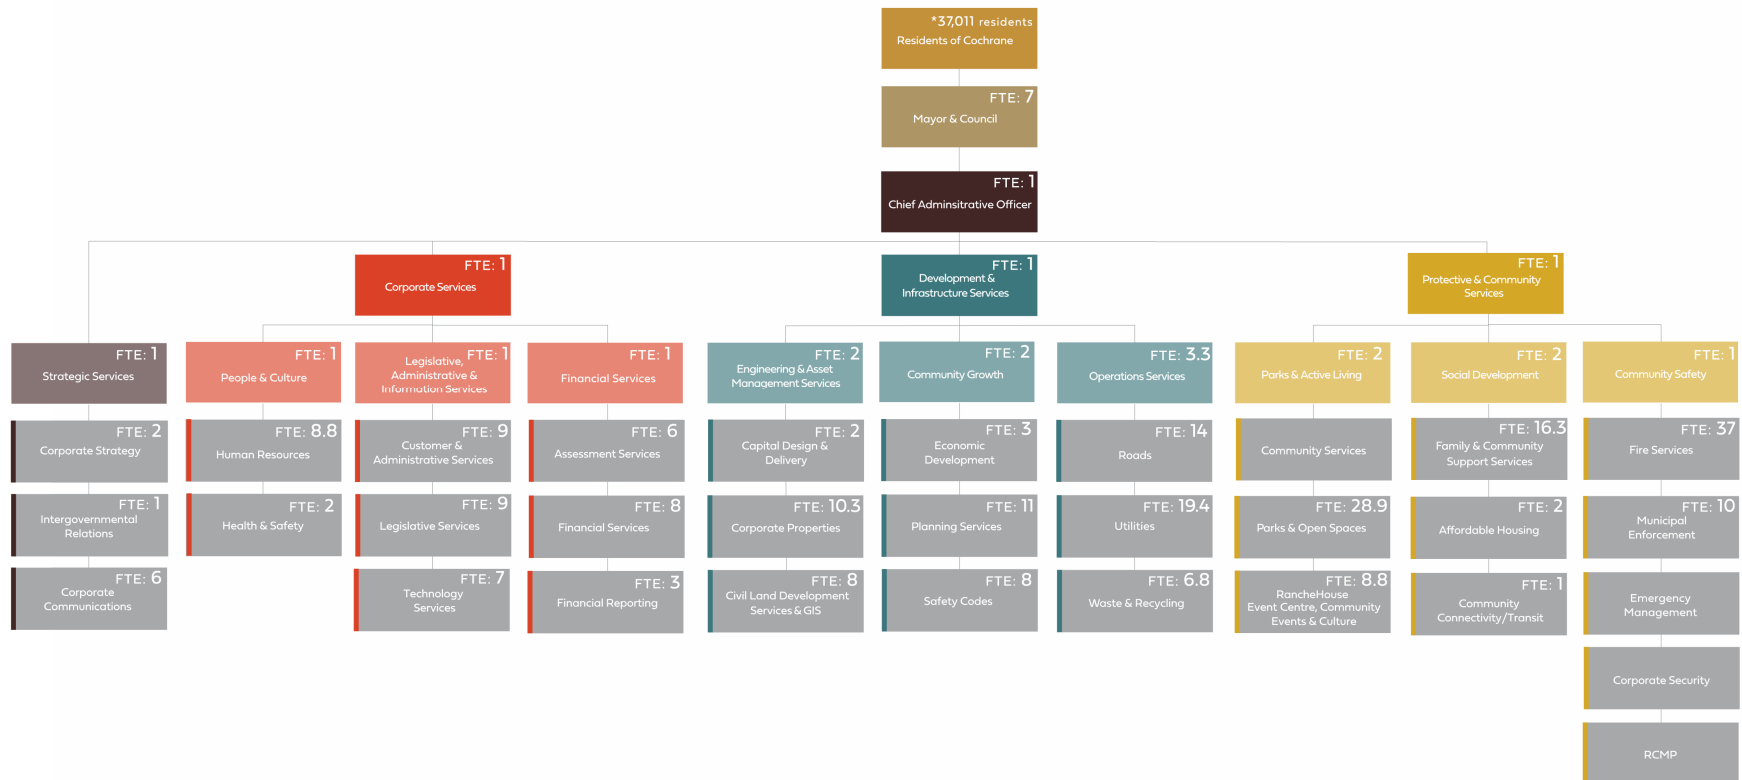 *37,011 residents
Residents of Cochrane
FTE: 7
Mayor & Council
FTE: 1
Chief Adminsitrative Officer
FTE: 1
Corporate Services
FTE: 1
Development &
Infrastructure Services
FTE: 1
Protective & Community
Services
FTE: 1
Strategic Services
FTE: 2
Corporate Strategy
FTE: 1
Intergovernmental
Relations
FTE: 6
Corporate
Communications
FTE: 1
People & Culture
FTE: 8.8
Human Resources
FTE: 2
Health & Safety
FTE: 1
Legislative,
Administrative &
Information Services
FTE: 9
Customer &
Administrative Services
FTE: 9
Legislative Services
FTE: 7
Technology
Services
FTE: 1
Financial Services
FTE: 6
Assessment Services
FTE: 8
Financial Services
FTE: 3
Financial Reporting
FTE: 2
Engineering & Asset
Management Services
FTE: 2
Capital Design &
Delivery
FTE: 10.3
Corporate Properties
FTE: 8
Civil Land Development
Services & GIS
FTE: 2
Community Growth
FTE: 3
Economic
Development
FTE: 11
Planning Services
FTE: 8
Safety Codes
FTE: 3.3
Operations Services
FTE: 14
Roads
FTE: 19.4
Utilities
FTE: 6.8
Waste & Recycling
FTE: 2
Parks & Active Living
Community Services
FTE: 28.9
Parks & Open Spaces
FTE: 8.8
RancheHouse
Event Centre, Community
Events & Culture
FTE: 2
Social Development
FTE: 16.3
Family & Community
Support Services
FTE: 2
Affordable Housing
FTE: 1
Community
Connectivity/Transit
FTE: 1
Community Safety
FTE: 37
Fire Services
FTE: 10
Municipal
Enforcement
Emergency
Management
Corporate Security
RCMP